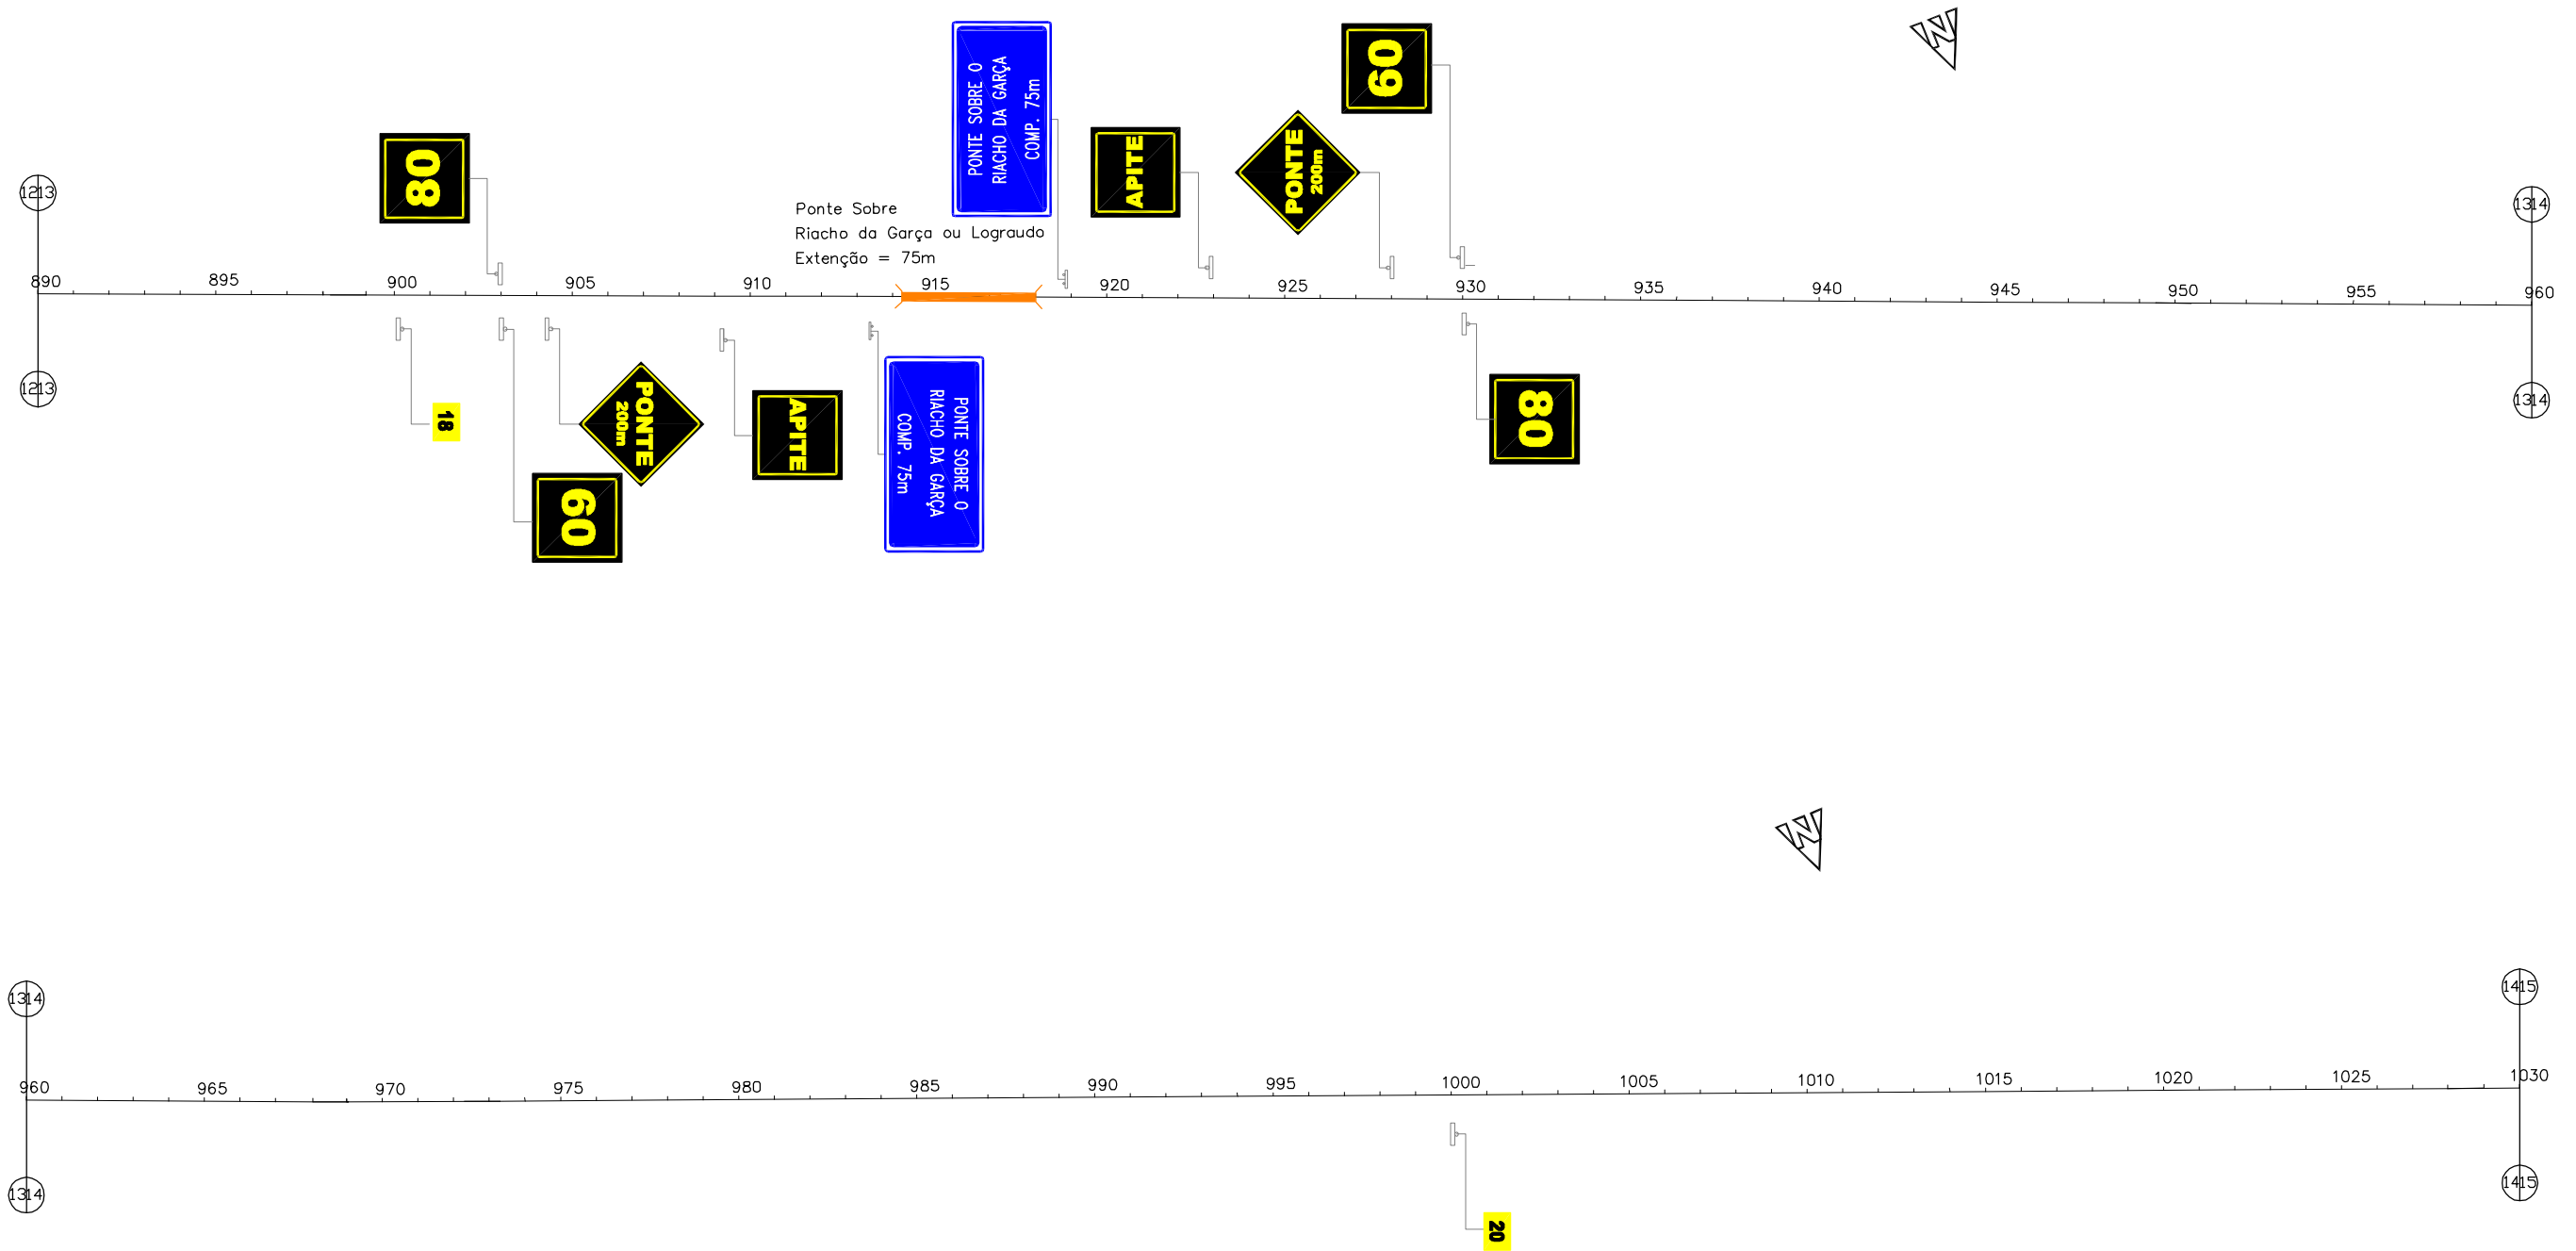 PONTE SOBRE O
RIACHO DA GARÇA
COMP. 75m
60
80
APITE
PONTE
200m
1213
1314
Ponte Sobre
Riacho da Garça ou Lograudo
Extenção = 75m
890 895 900 905 910 915 920 925 930 935 940 945 950 955 960
1213
1314
18
PONTE
200m
60
APITE
PONTE SOBRE O
RIACHO DA GARÇA
COMP. 75m
80
1314
1415
960 965 970 975 980 985 990 995 1000 1005 1010 1015 1020 1025 1030
1314
1415
20